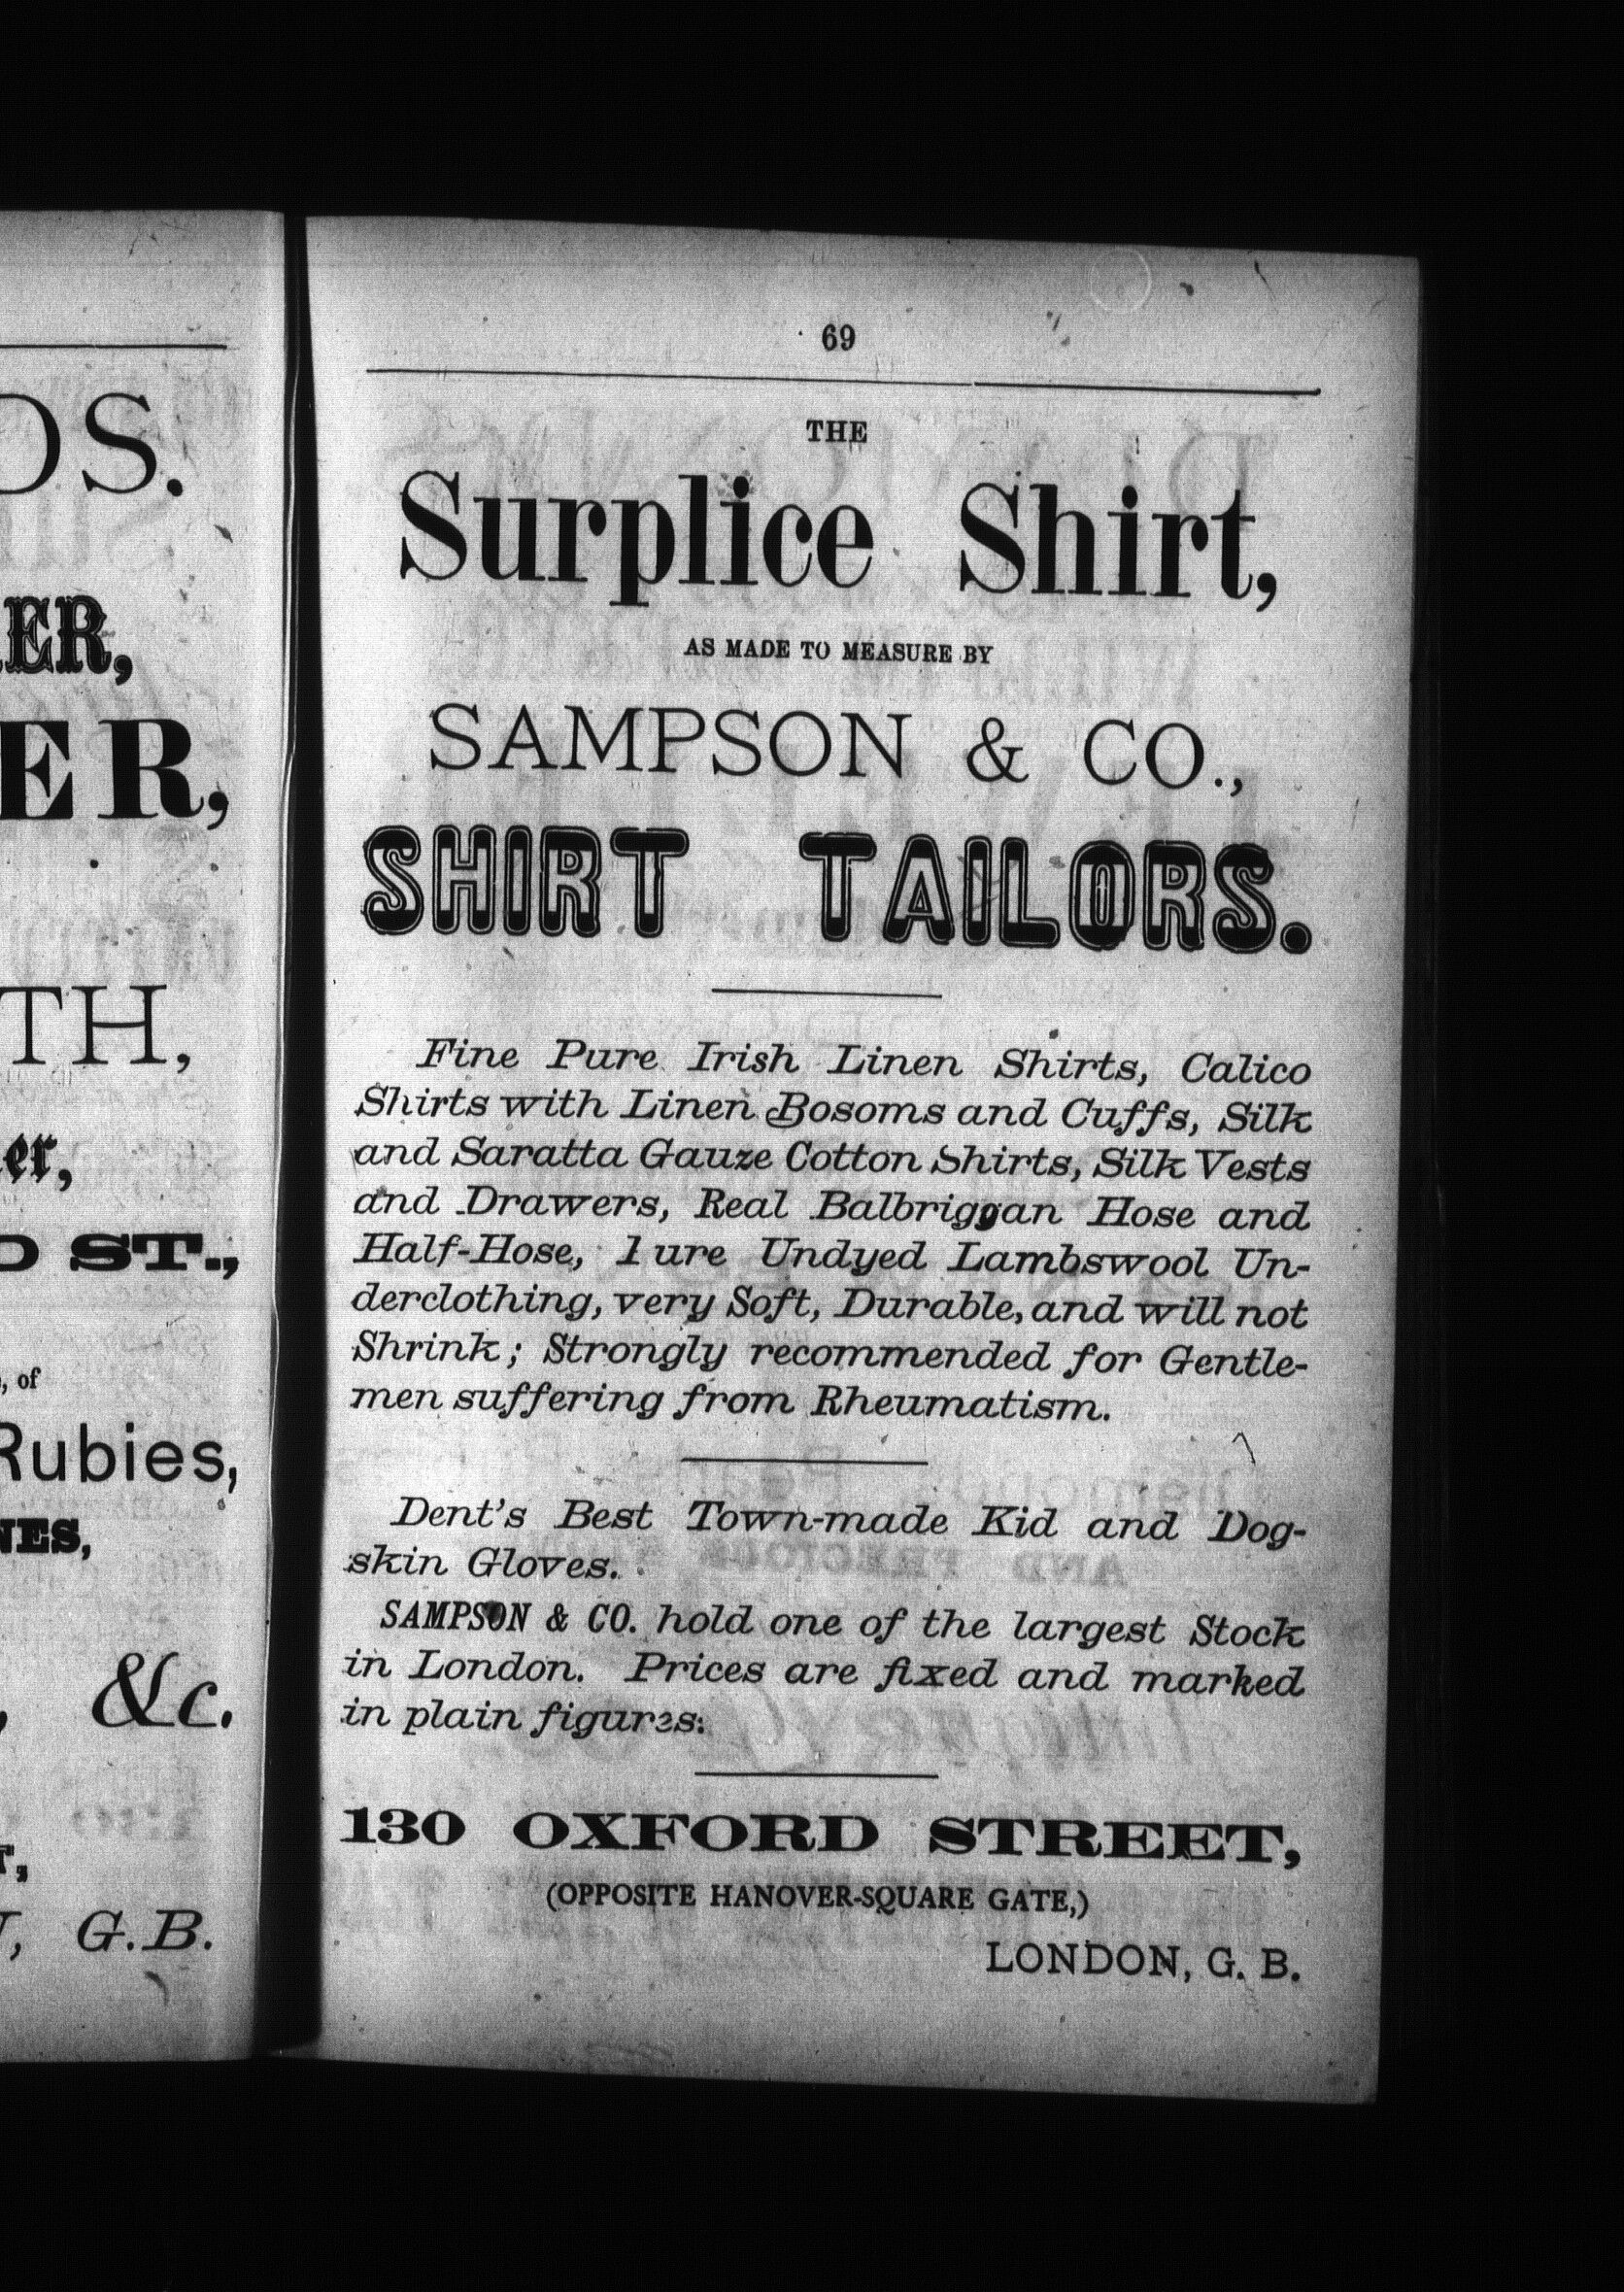 DS.
ER,
ER,
TH,
er,
D ST.,
, of
Rubies,
NES,
, &c.
T,
, G.B.
69
THE
Surplice Shirt,
AS MADE TO MEASURE BY
SAMPSON & CO.,
SHIRT TAILORS.
Fine Pure Irish Linen Shirts, Calico
Shirts with Linen Bosoms and Cuffs, Silk
and Saratta Gauze Cotton Shirts, Silk Vests
and Drawers, Real Balbriggan Hose and
Half-Hose, Pure Undyed Lambswool Un-
derclothing, very Soft, Durable, and will not
Shrink; Strongly recommended for Gentle-
men suffering from Rheumatism.
Dent's Best Town-made Kid and Dog-
skin Gloves.
SAMPSON & CO. hold one of the largest Stock
in London. Prices are fixed and marked
in plain figures:
130 OXFORD STREET,
(OPPOSITE HANOVER-SQUARE GATE,)
LONDON, G. B.